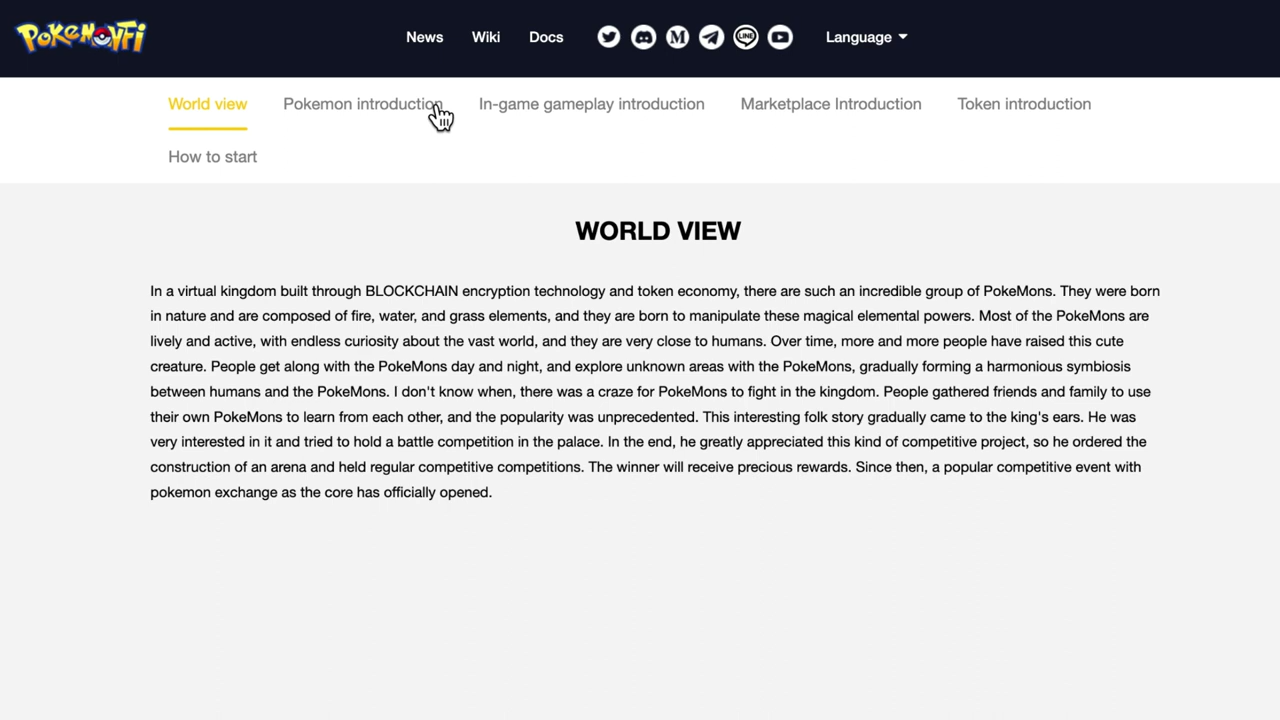 PokeMoyFi
News Wiki Docs LINE Language
World view Pokemon introduction In-game gameplay introduction Marketplace Introduction Token introduction
How to start
WORLD VIEW
In a virtual kingdom built through BLOCKCHAIN encryption technology and token economy, there are such an incredible group of PokeMons. They were born
in nature and are composed of fire, water, and grass elements, and they are born to manipulate these magical elemental powers. Most of the PokeMons are
lively and active, with endless curiosity about the vast world, and they are very close to humans. Over time, more and more people have raised this cute
creature. People get along with the PokeMons day and night, and explore unknown areas with the PokeMons, gradually forming a harmonious symbiosis
between humans and the PokeMons. I don't know when, there was a craze for PokeMons to fight in the kingdom. People gathered friends and family to use
their own PokeMons to learn from each other, and the popularity was unprecedented. This interesting folk story gradually came to the king's ears. He was
very interested in it and tried to hold a battle competition in the palace. In the end, he greatly appreciated this kind of competitive project, so he ordered the
construction of an arena and held regular competitive competitions. The winner will receive precious rewards. Since then, a popular competitive event with
pokemon exchange as the core has officially opened.